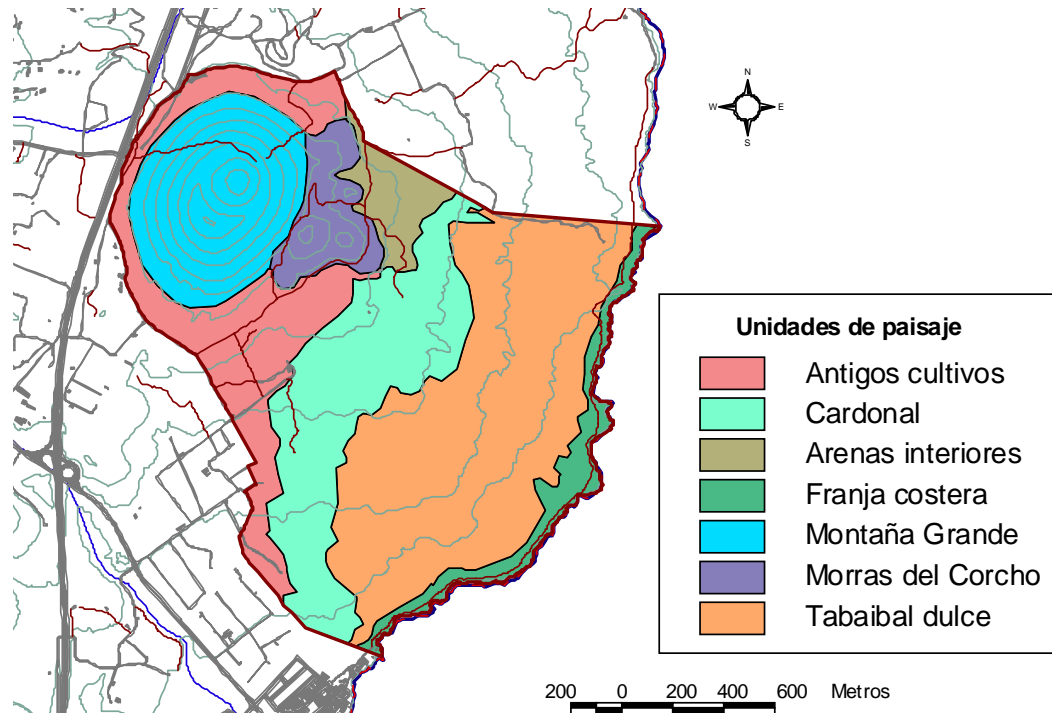 N
W E
S
Unidades de paisaje
Antigos cultivos
Cardonal
Arenas interiores
Franja costera
Montaña Grande
Morras del Corcho
Tabaibal dulce
200 0 200 400 600 Metros